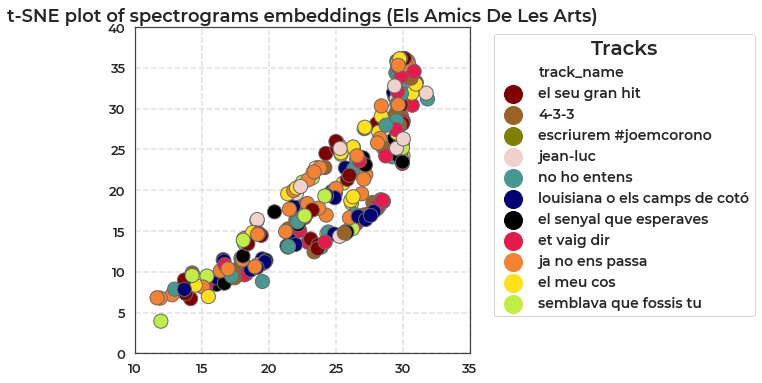 t-SNE plot of spectrograms embeddings (Els Amics De Les Arts)
40
35
30
25
20
15
10
5
0
10
15
20
25
30
35
Tracks
track_name
el seu gran hit
4-3-3
escriurem #joemcorono
jean-luc
no ho entens
louisiana o els camps de cotó
el senyal que esperaves
et vaig dir
ja no ens passa
el meu cos
semblava que fossis tu